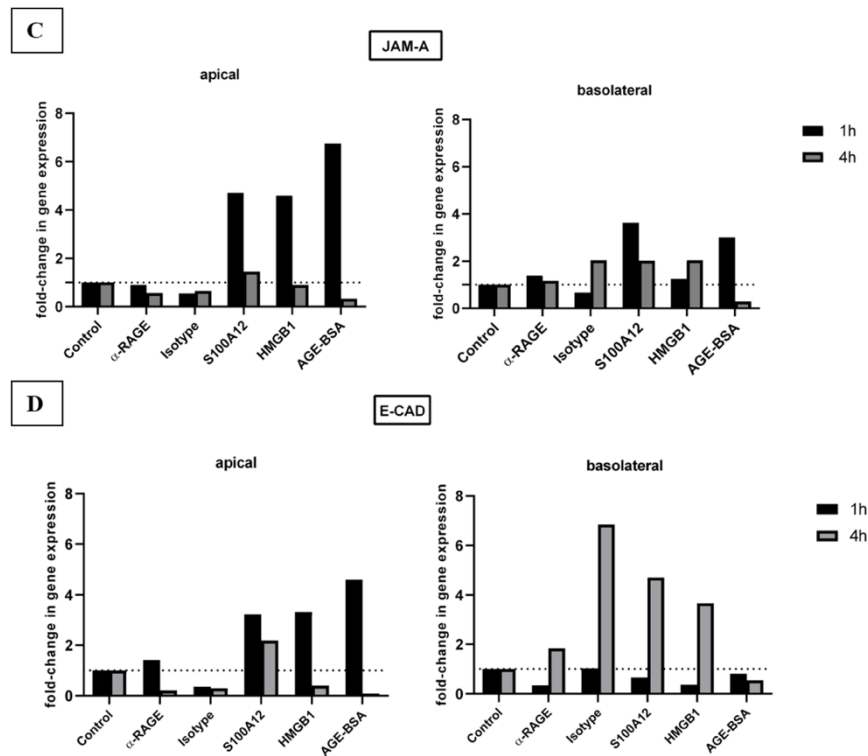 C
JAM-A
apical
fold-change in gene expression
8
6
4
2
0
Control
α-RAGE
Isotype
S100A12
HMGB1
AGE-BSA
basolateral
fold-change in gene expression
8
6
4
2
0
Control
α-RAGE
Isotype
S100A12
HMGB1
AGE-BSA
1h
4h
D
E-CAD
apical
fold-change in gene expression
8
6
4
2
0
Control
α-RAGE
Isotype
S100A12
HMGB1
AGE-BSA
basolateral
fold-change in gene expression
8
6
4
2
0
Control
α-RAGE
Isotype
S100A12
HMGB1
AGE-BSA
1h
4h